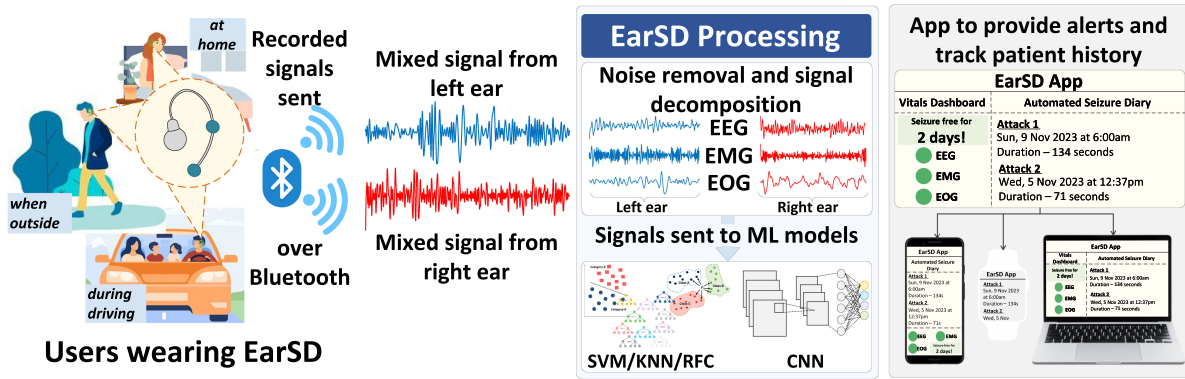 at
home
when
outside
during
driving
Users wearing EarSD
Recorded
signals
sent
over
Bluetooth
Mixed signal from
left ear
Mixed signal from
right ear
EarSD Processing
Noise removal and signal
decomposition
EEG
EMG
EOG
Left ear
Right ear
Signals sent to ML models
Category B
Category A
Class A
Class B
Class C
SVM/KNN/RFC
CNN
App to provide alerts and
track patient history
EarSD App
Vitals Dashboard
Seizure free for
2 days!
EEG
EMG
EOG
Automated Seizure Diary
Attack 1
Sun, 9 Nov 2023 at 6:00am
Duration – 134 seconds
Attack 2
Wed, 5 Nov 2023 at 12:37pm
Duration – 71 seconds
EarSD App
Automated Seizure
Diary
Attack 1
Sun, 9 Nov 2023 at
6:00am
Duration – 134s
Attack 2
Wed, 5 Nov 2023 at
12:37pm
Duration – 71s
EEG
EMG
EOG
Seizure free for
2 days!
EarSD App
Attack 1
Sun, 9 Nov 2023
at 6:00am
Duration – 134s
Attack 2
Wed, 5 Nov
EarSD App
Vitals
Dashboard
Seizure free for
2 days!
EEG
EMG
EOG
Automated Seizure Diary
Attack 1
Sun, 9 Nov 2023 at 6:00am
Duration – 134 seconds
Attack 2
Wed, 5 Nov 2023 at 12:37pm
Duration – 71 seconds